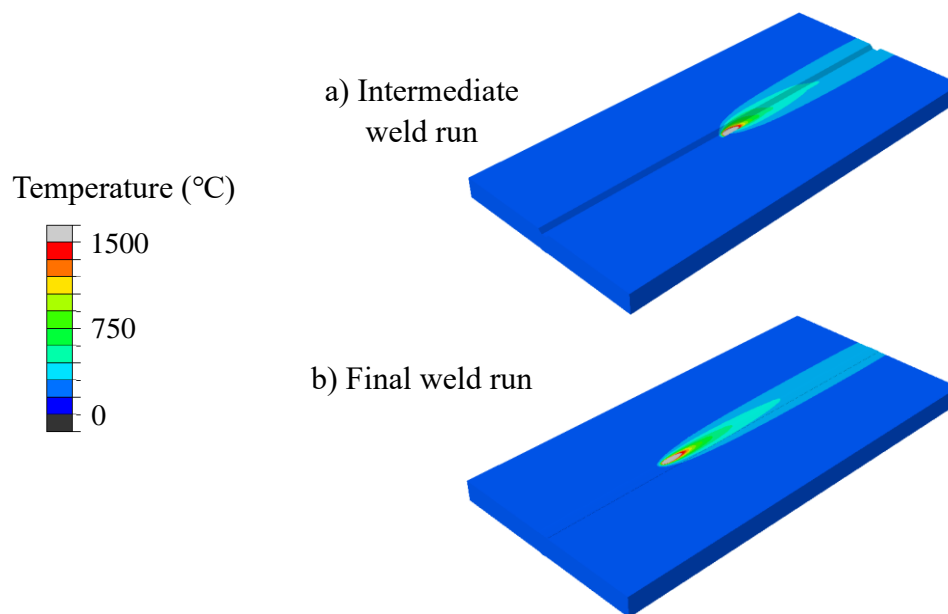 a) Intermediate
weld run
Temperature (℃)
1500
750
0
b) Final weld run